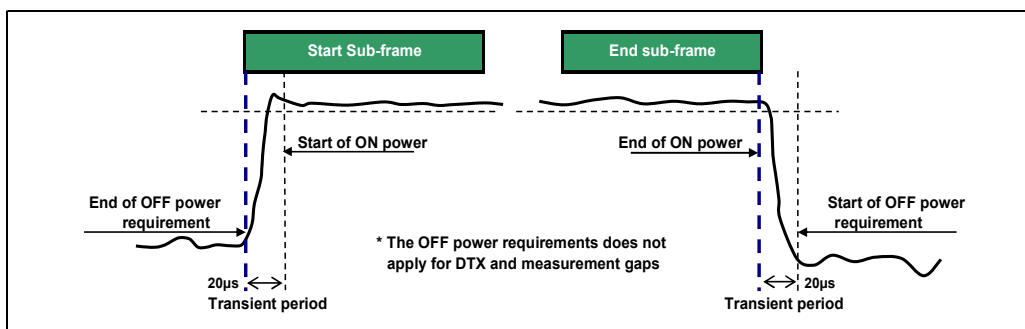 Start Sub-frame
End sub-frame
Start of ON power
End of ON power
End of OFF power
requirement
Start of OFF power
requirement
* The OFF power requirements does not
apply for DTX and measurement gaps
20µs
Transient period
20µs
Transient period